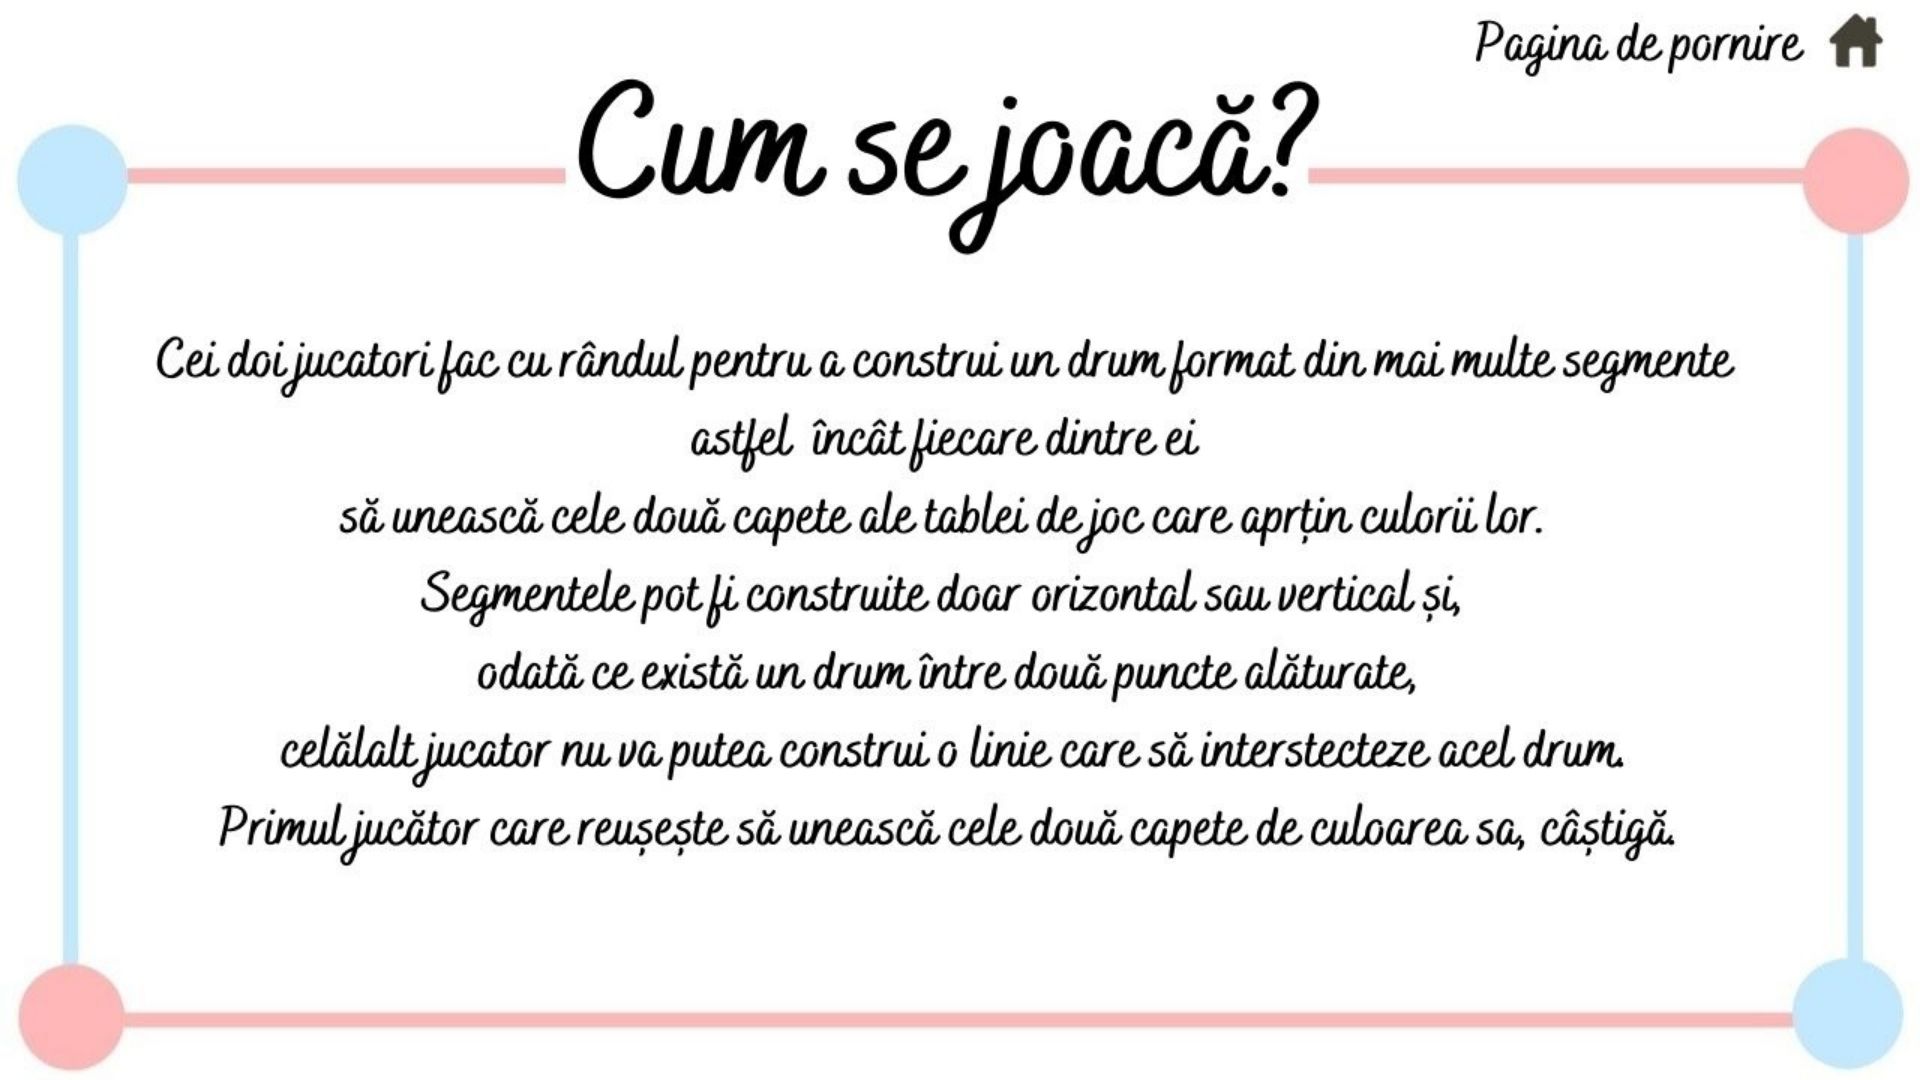 Pagina de pornire
Cum se joacă?
Cei doi jucatori fac cu rândul pentru a construi un drum format din mai multe segmente
astfel încât fiecare dintre ei
să unească cele două capete ale tablei de joc care aprțin culorii lor.
Segmentele pot fi construite doar orizontal sau vertical și,
odată ce există un drum între două puncte alăturate,
celălalt jucator nu va putea construi o linie care să interstecteze acel drum.
Primul jucător care reușește să unească cele două capete de culoarea sa, câștigă.